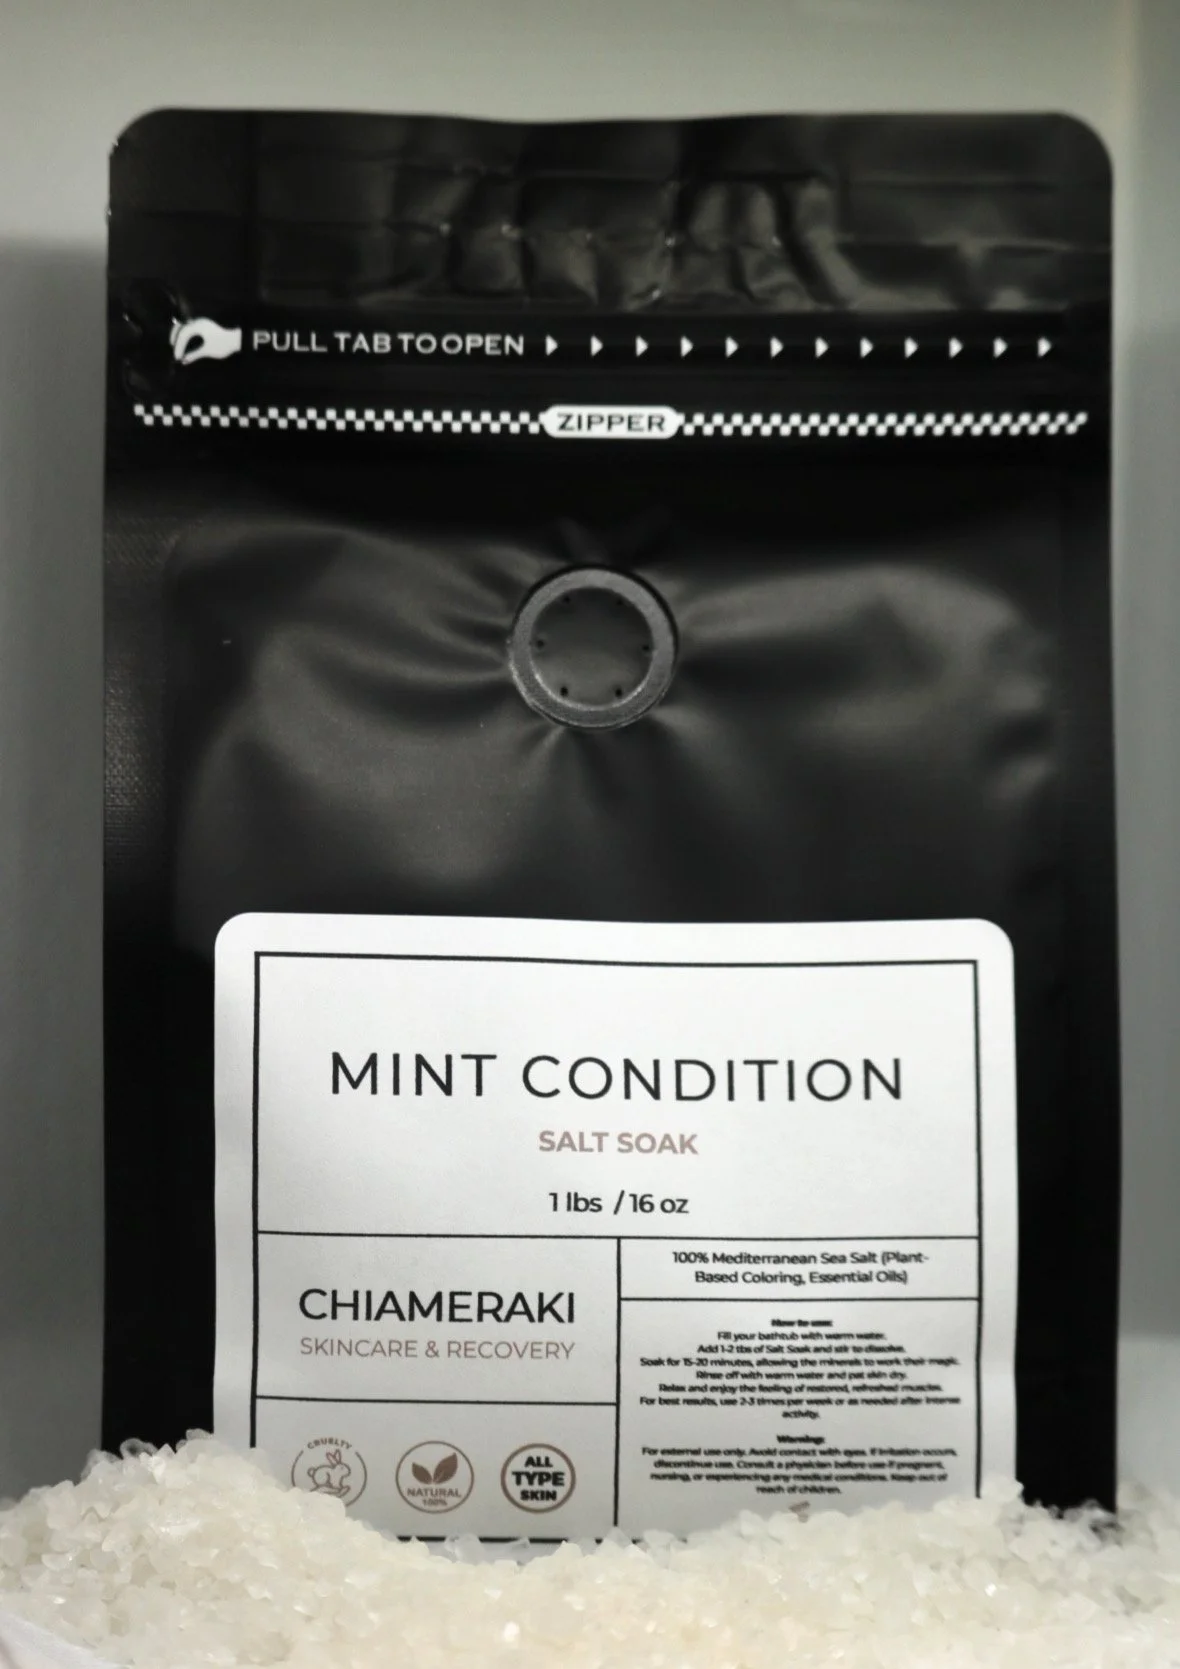 PULL TAB TO OPEN
ZIPPER
MINT CONDITION
SALT SOAK
1 lbs / 16 oz
CHIAMERAKI
SKINCARE & RECOVERY
CRUELTY
NATURAL
100%
ALL
TYPE
SKIN
100% Mediterranean Sea Salt (Plant-
Based Coloring, Essential Oils)
How to use:
Fill your bathtub with warm water.
Add 1-2 tbs of Salt Soak and stir to dissolve.
Soak for 15-20 minutes, allowing the minerals to work their magic.
Rinse off with warm water and pat skin dry.
Relax and enjoy the feeling of restored, refreshed muscles.
For best results, use 2-3 times per week or as needed after intense
activity.
Warning:
For external use only. Avoid contact with eyes. If irritation occurs,
discontinue use. Consult a physician before use if pregnant,
nursing, or experiencing any medical conditions. Keep out of
reach of children.